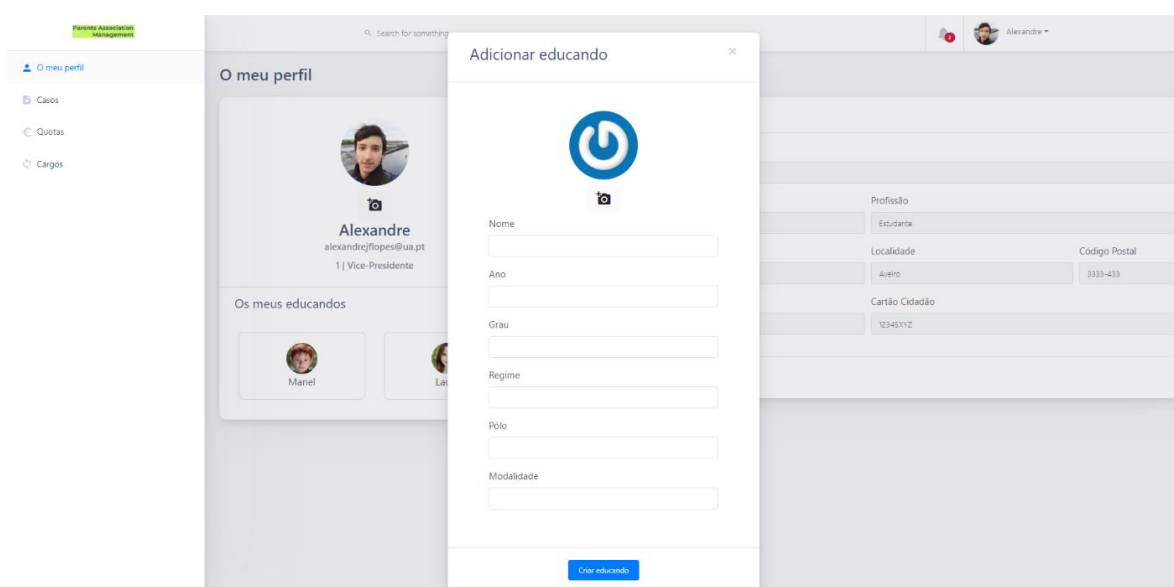 Parents Association
Management
Search for something
2
Alexandre
O meu perfil
Casos
Quotas
Cargos
O meu perfil
Alexandre
alexandrejflopes@ua.pt
1 | Vice-Presidente
Os meus educandos
Manel
Adicionar educando
×
Nome
Ano
Grau
Regime
Pólo
Modalidade
Criar educando
Profissão
Estudante
Localidade
Código Postal
Aveiro
3333-433
Cartão Cidadão
12345XYZ